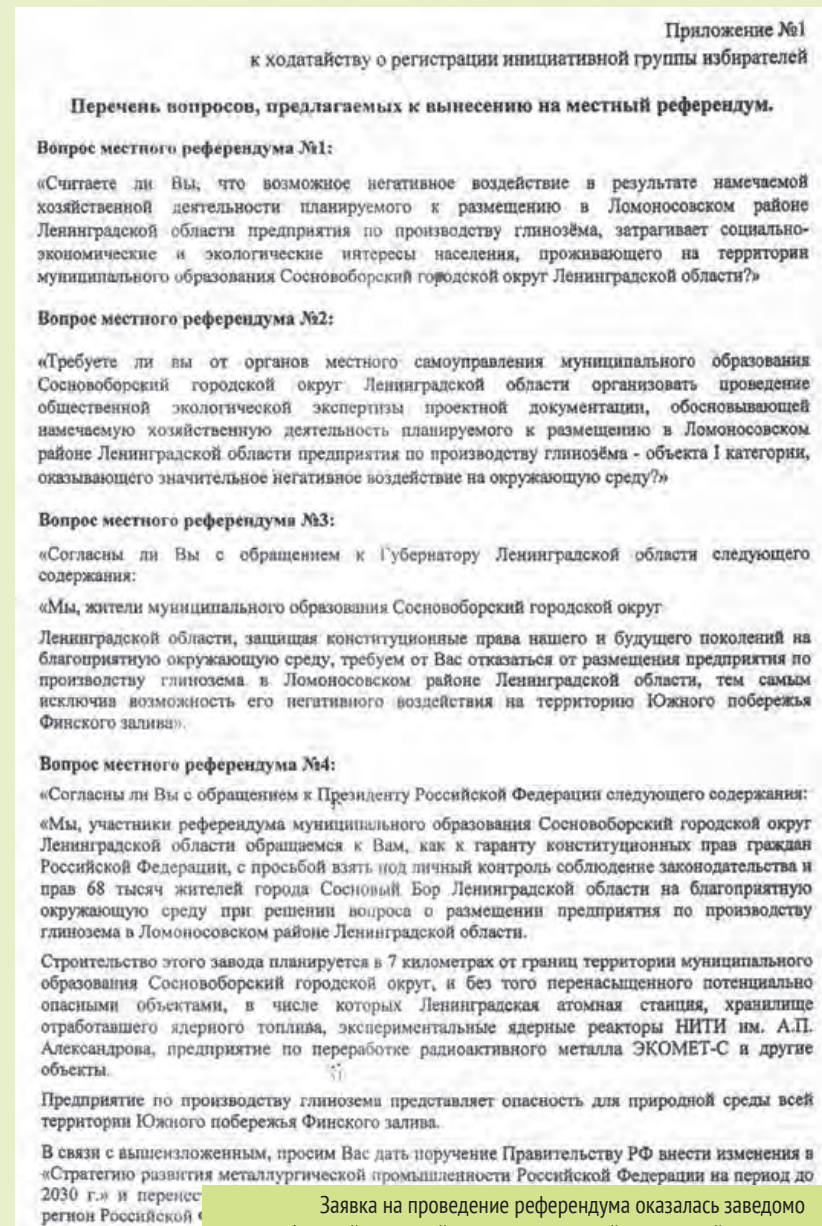 Приложение №1
к ходатайству о регистрации инициативной группы избирателей
Перечень вопросов, предлагаемых к вынесению на местный референдум.
Вопрос местного референдума №1:
«Считаете ли Вы, что возможное негативное воздействие в результате намечаемой
хозяйственной деятельности планируемого к размещению в Ломоносовском районе
Ленинградской области предприятия по производству глинозёма, затрагивает социально-
экономические и экологические интересы населения, проживающего на территории
муниципального образования Сосновоборский городской округ Ленинградской области?»
Вопрос местного референдума №2:
«Требуете ли вы от органов местного самоуправления муниципального образования
Сосновоборский городской округ Ленинградской области организовать проведение
общественной экологической экспертизы проектной документации, обосновывающей
намечаемую хозяйственную деятельность планируемого к размещению в Ломоносовском
районе Ленинградской области предприятия по производству глинозёма - объекта I категории,
оказывающего значительное негативное воздействие на окружающую среду?»
Вопрос местного референдума №3:
«Согласны ли Вы с обращением к Губернатору Ленинградской области следующего
содержания:
«Мы, жители муниципального образования Сосновоборский городской округ
Ленинградской области, защищая конституционные права нашего и будущего поколений на
благоприятную окружающую среду, требуем от Вас отказаться от размещения предприятия по
производству глинозема в Ломоносовском районе Ленинградской области, тем самым
исключив возможность его негативного воздействия на территорию Южного побережья
Финского залива».
Вопрос местного референдума №4:
«Согласны ли Вы с обращением к Президенту Российской Федерации следующего содержания:
«Мы, участники референдума муниципального образования Сосновоборский городской округ
Ленинградской области обращаемся к Вам, как к гаранту конституционных прав граждан
Российской Федерации, с просьбой взять под личный контроль соблюдение законодательства и
прав 68 тысяч жителей города Сосновый Бор Ленинградской области на благоприятную
окружающую среду при решении вопроса о размещении предприятия по производству
глинозема в Ломоносовском районе Ленинградской области.
Строительство этого завода планируется в 7 километрах от границ территории муниципального
образования Сосновоборский городской округ, и без того перенасыщенного потенциально
опасными объектами, в числе которых Ленинградская атомная станция, хранилище
отработавшего ядерного топлива, экспериментальные ядерные реакторы НИТИ им. А.П.
Александрова, предприятие по переработке радиоактивного металла ЭКОМЕТ-С и другие
объекты.
Предприятие по производству глинозема представляет опасность для природной среды всей
территории Южного побережья Финского залива.
В связи с вышеизложенным, просим Вас дать поручение Правительству РФ внести изменения в
«Стратегию развития металлургической промышленности Российской Федерации на период до
2030 г.» и перенес
регион Российской
Заявка на проведение референдума оказалась заведомо